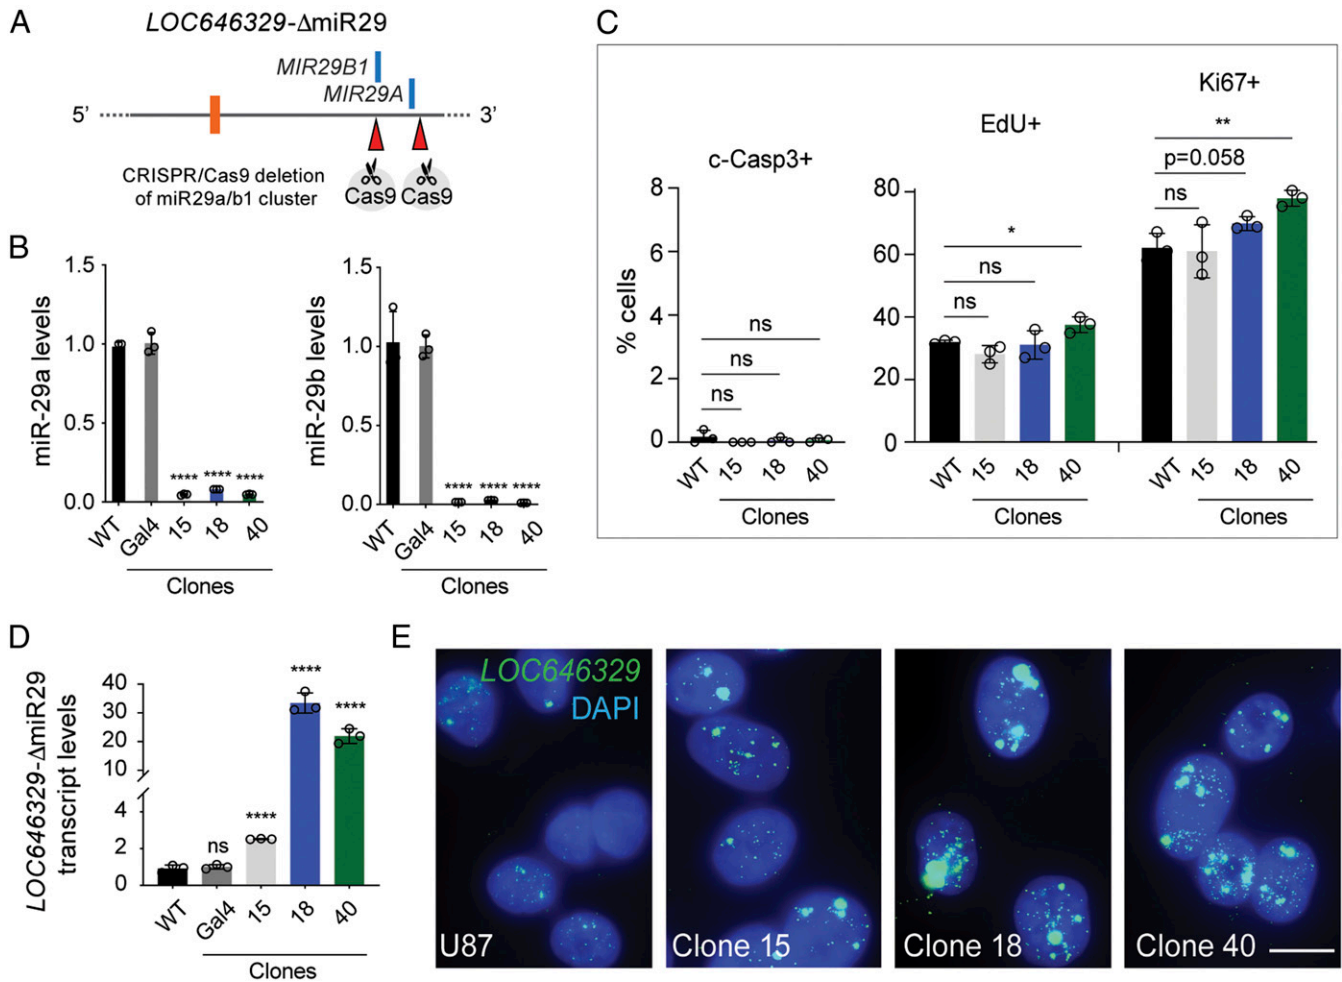 A
LOC646329-ΔmiR29
MIR29B1
MIR29A
5’
3’
CRISPR/Cas9 deletion
of miR29a/b1 cluster
Cas9
Cas9
B
miR-29a levels
1.5
1.0
0.5
0.0
**** **** ****
WT
Gal4
15
18
40
Clones
miR-29b levels
1.5
1.0
0.5
0.0
**** **** ****
WT
Gal4
15
18
40
Clones
C
% cells
c-Casp3+
8
6
4
2
0
ns
ns
ns
WT
15
18
40
Clones
EdU+
80
60
40
20
0
*
ns
ns
WT
15
18
40
Clones
Ki67+
**
p=0.058
ns
WT
15
18
40
Clones
D
LOC646329-ΔmiR29
transcript levels
40
30
20
10
4
2
0
ns
****
****
****
WT
Gal4
15
18
40
Clones
E
LOC646329
DAPI
U87
Clone 15
Clone 18
Clone 40